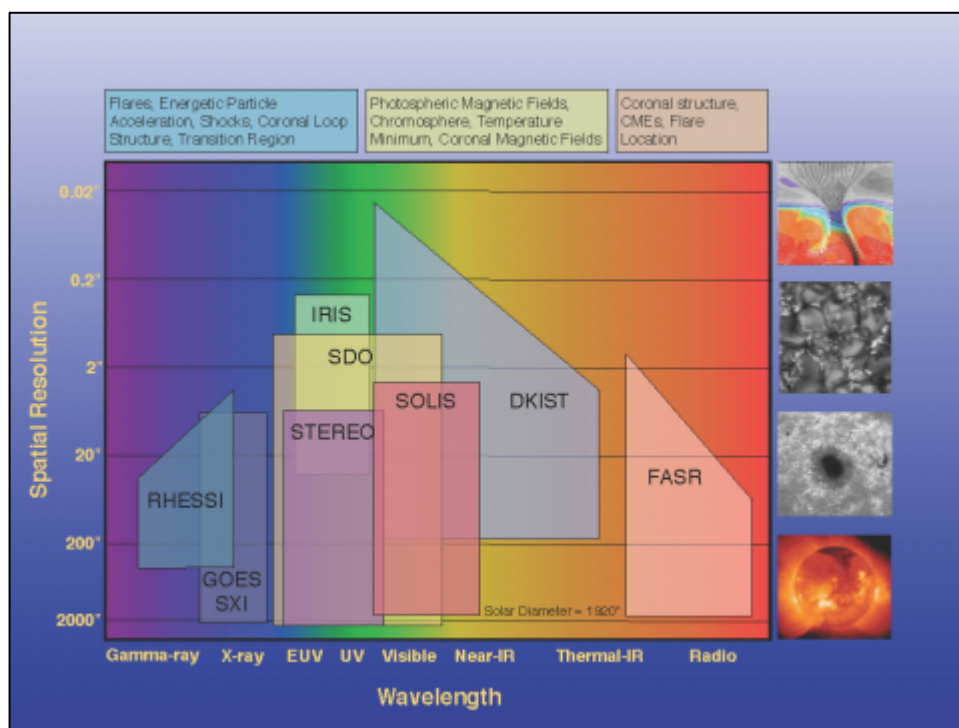 Flares, Energetic Particle
Acceleration, Shocks, Coronal Loop
Structure, Transition Region
Photospheric Magnetic Fields,
Chromosphere, Temperature
Minimum, Coronal Magnetic Fields
Coronal structure,
CMEs, Flare
Location
Spatial Resolution
0.02"
0.2"
2"
20"
200"
2000"
IRIS
SDO
STEREO
SOLIS
DKIST
RHESSI
GOES
SXI
FASR
Solar Diameter = 1920"
Gamma-ray
X-ray
EUV
UV
Visible
Near-IR
Thermal-IR
Radio
Wavelength